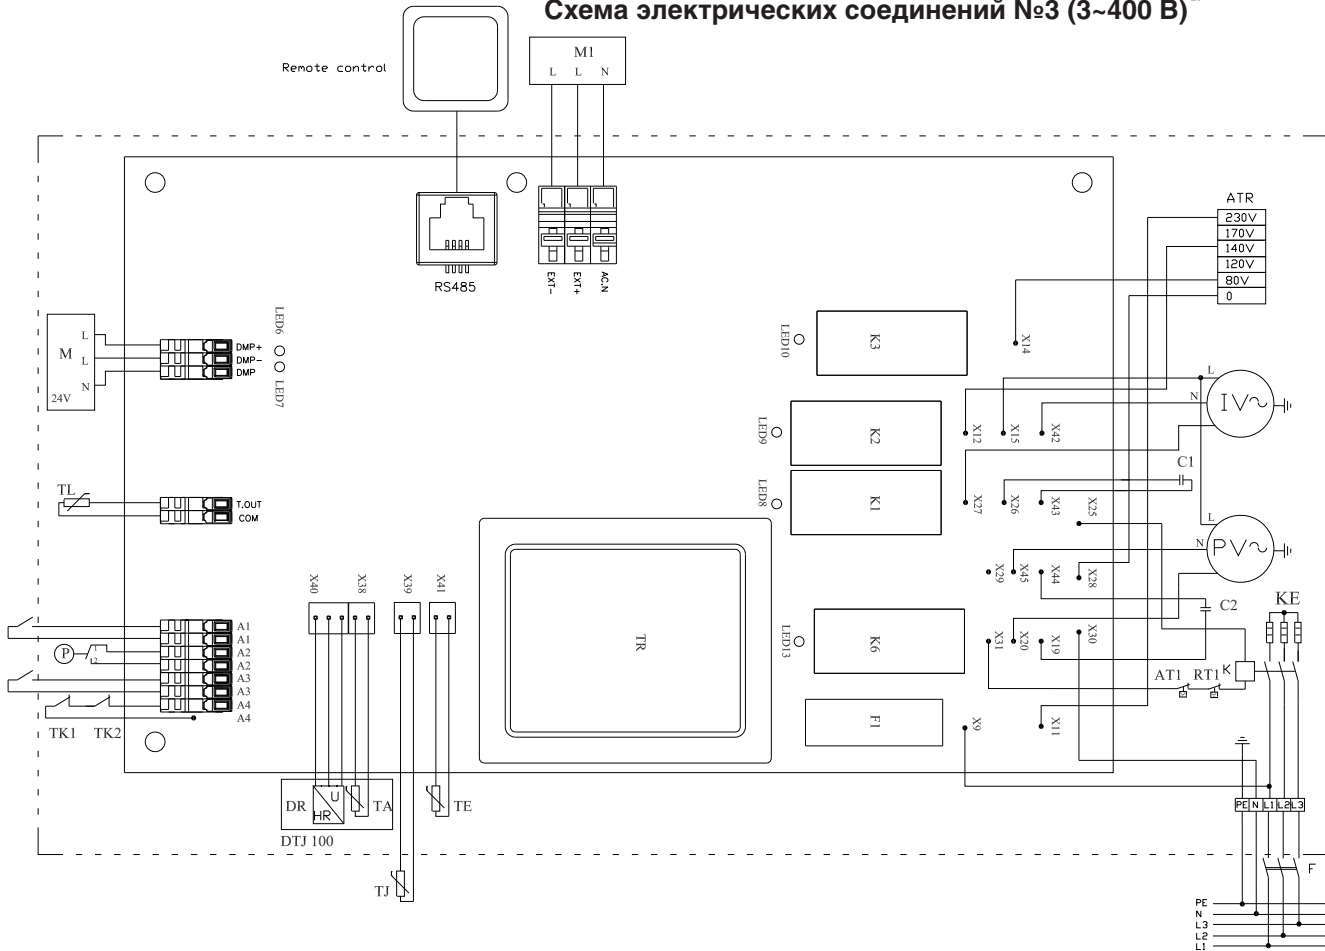 Схема электрических соединений №3 (3~400 В)
Remote control
M1
L L N
ATR
230V
170V
140V
120V
80V
0
RS485
EXT-
EXT+
AC.N
LED6
LED7
M
L
L
N
24V
DMP+
DMP-
DMP
LED10
K3
X14
L
N
IV~
LED9
K2
X12
X15
X42
C1
LED8
K1
X27
X26
X43
X25
TL
T.OUT
COM
L
N
PV~
X29
X45
X44
X28
C2
KE
X40
X38
X39
X41
TR
LED13
K6
X31
X20
X19
X30
AT1
RT1
K
A1
A1
A2
A2
A3
A3
A4
A4
P
1
L2
TK1
TK2
F1
X9
X11
DR
U
HR
TA
TE
DTJ 100
PE N L1 L2 L3
TJ
F
PE
N
L3
L2
L1